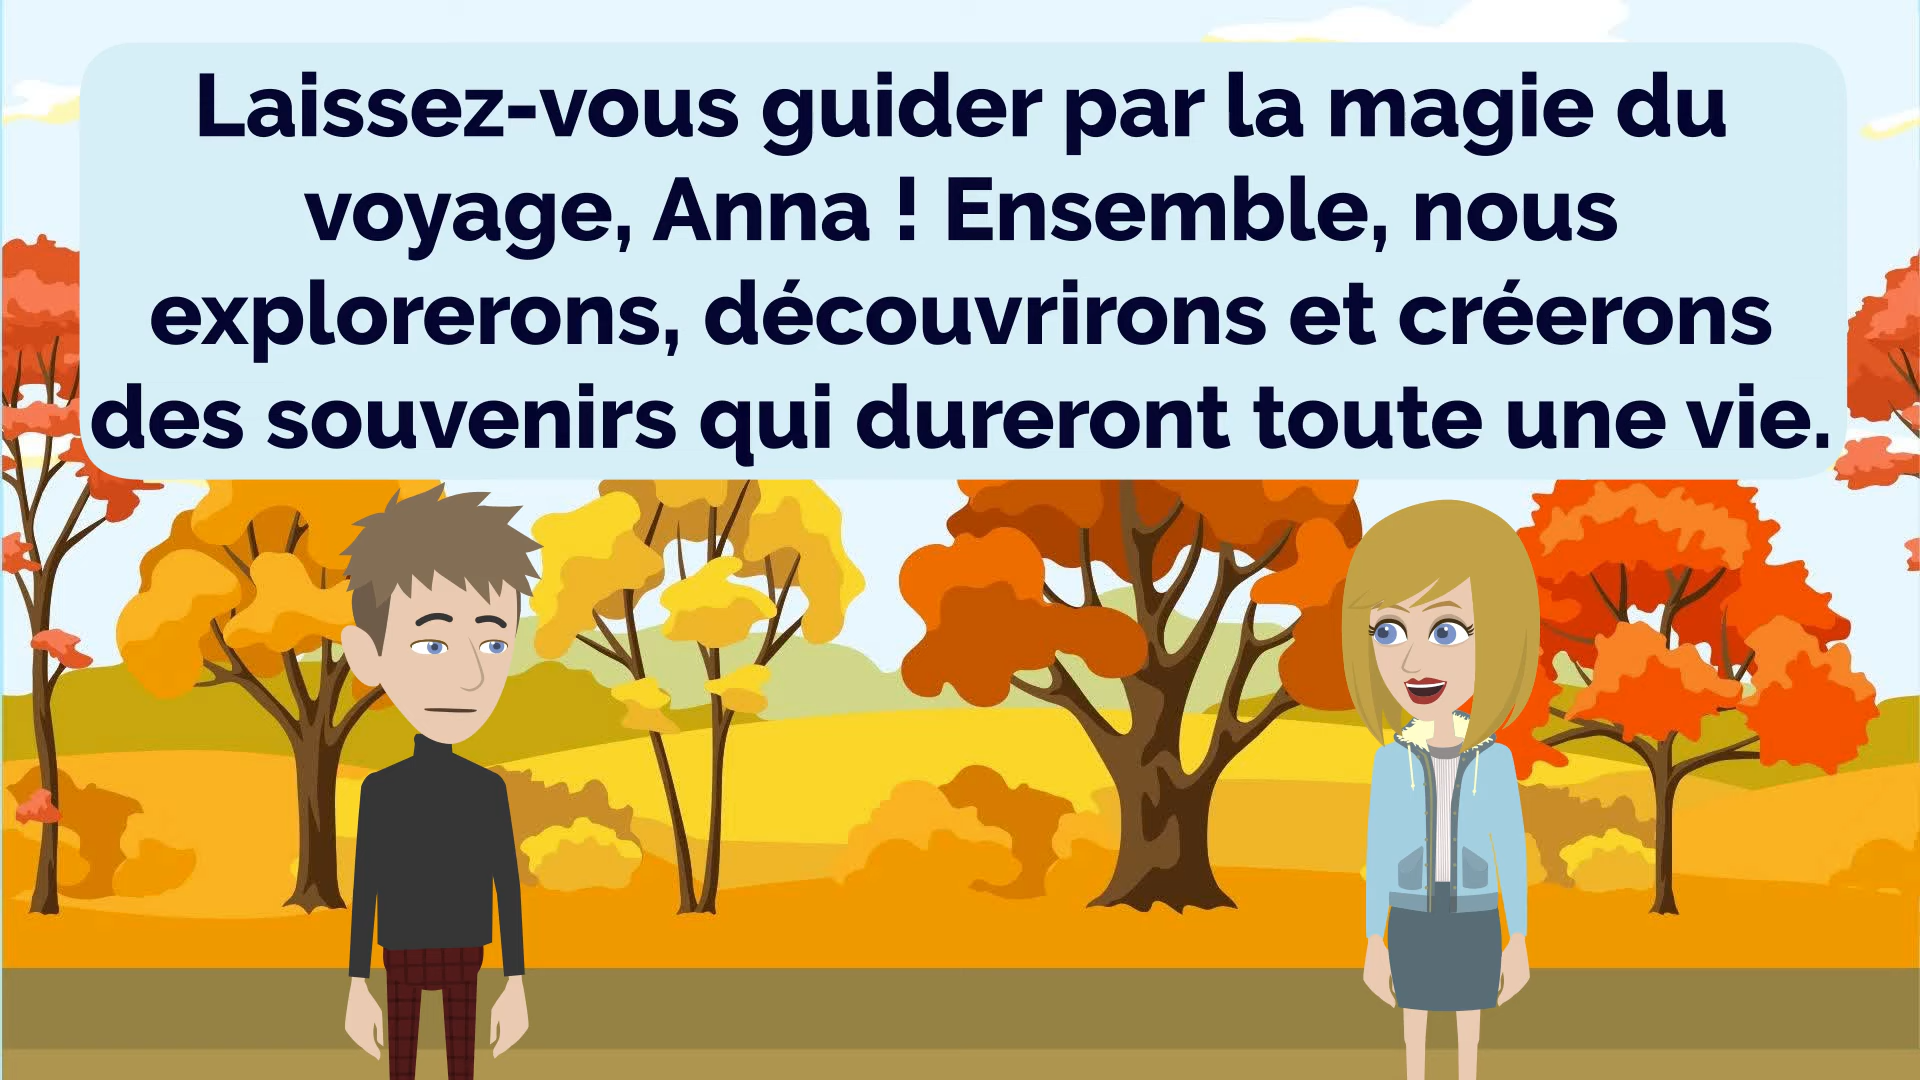 Laissez-vous guider par la magie du
voyage, Anna ! Ensemble, nous
explorerons, découvrirons et créerons
des souvenirs qui dureront toute une vie.